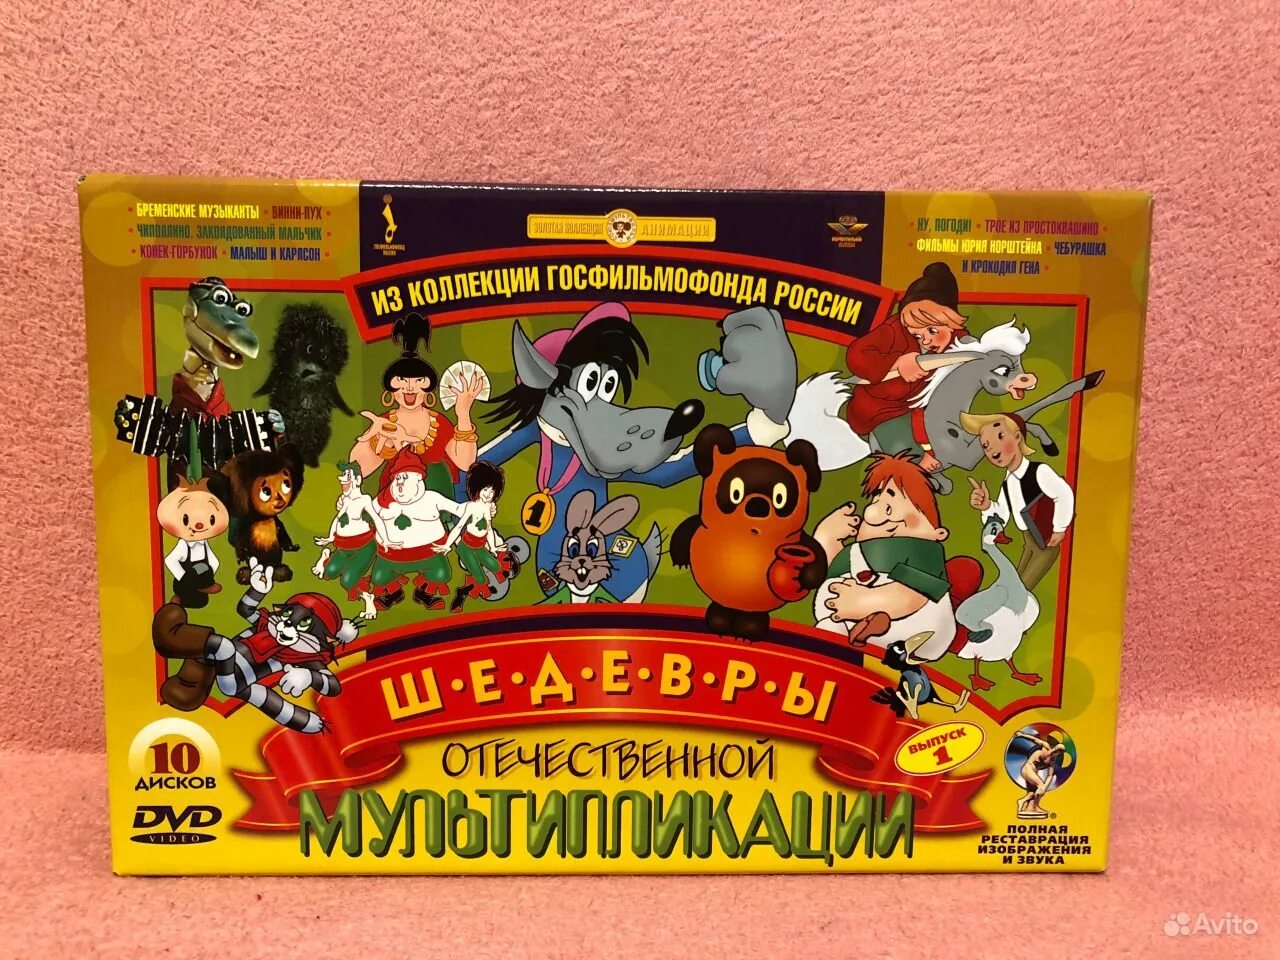 • БРЕМЕНСКИЕ МУЗЫКАНТЫ • ВИННИ-ПУХ •
• ЧИПОЛЛИНО, ЗАКОЛДОВАННЫЙ МАЛЬЧИК •
• КОНЕК-ГОРБУНОК • МАЛЫШ И КАРЛСОН •
ЗОЛОТАЯ КОЛЛЕКЦИЯ АНИМАЦИИ
• НУ, ПОГОДИ! • ТРОЕ ИЗ ПРОСТОКВАШИНО •
• ФИЛЬМЫ ЮРИЯ НОРШТЕЙНА • ЧЕБУРАШКА
И КРОКОДИЛ ГЕНА •
ИЗ КОЛЛЕКЦИИ ГОСФИЛЬМОФОНДА РОССИИ
1
Ш•Е•Д•Е•В•Р•Ы
ОТЕЧЕСТВЕННОЙ
МУЛЬТИПЛИКАЦИИ
ВЫПУСК
1
10
ДИСКОВ
DVD
VIDEO
ПОЛНАЯ
РЕСТАВРАЦИЯ
ИЗОБРАЖЕНИЯ
И ЗВУКА
Avito